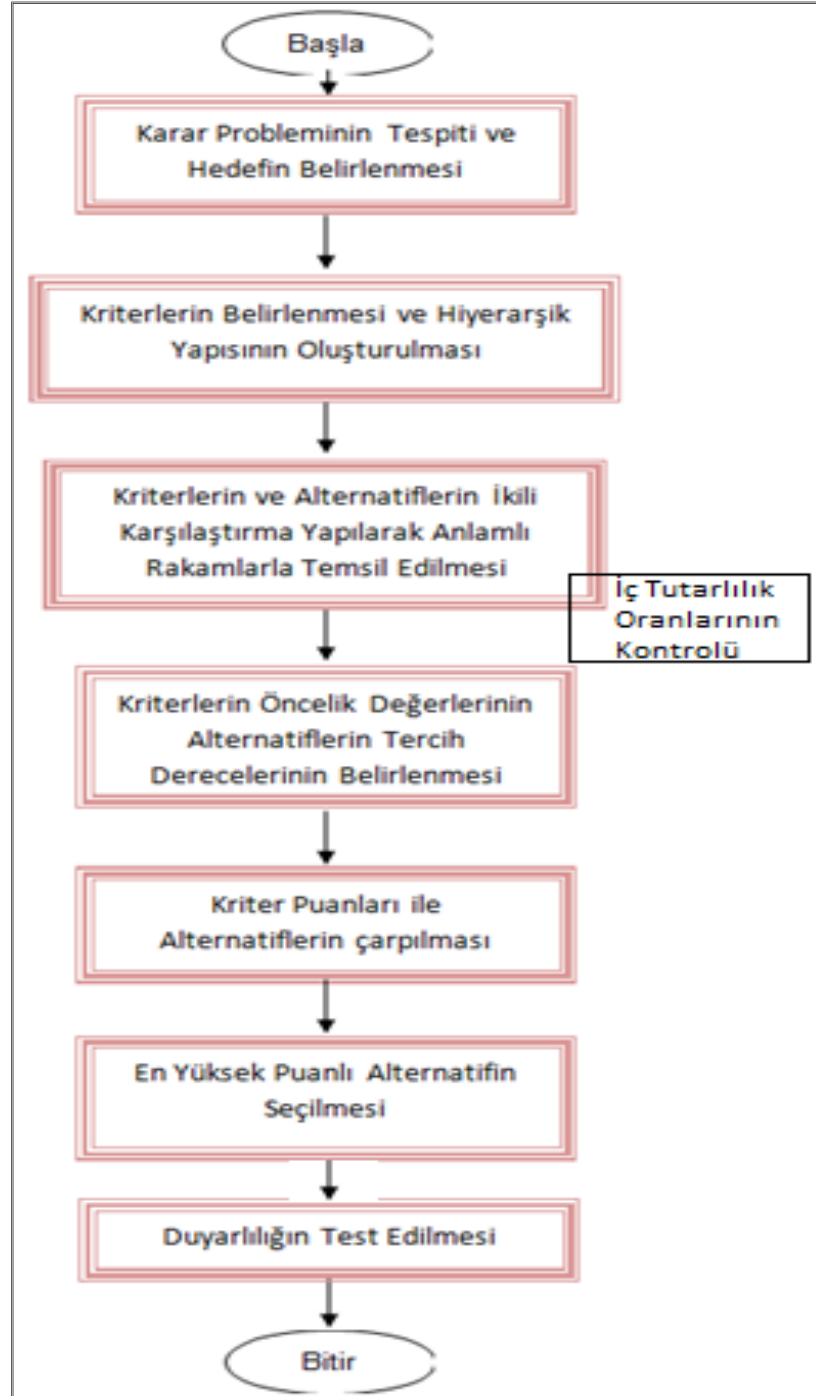 Başla
Karar Probleminin Tespiti ve
Hedefin Belirlenmesi
Kriterlerin Belirlenmesi ve Hiyerarşik
Yapısının Oluşturulması
Kriterlerin ve Alternatiflerin İkili
Karşılaştırma Yapılarak Anlamlı
Rakamlarla Temsil Edilmesi
İç Tutarlılık
Oranlarının
Kontrolü
Kriterlerin Öncelik Değerlerinin
Alternatiflerin Tercih
Derecelerinin Belirlenmesi
Kriter Puanları ile
Alternatiflerin çarpılması
En Yüksek Puanlı Alternatifin
Seçilmesi
Duyarlılığın Test Edilmesi
Bitir